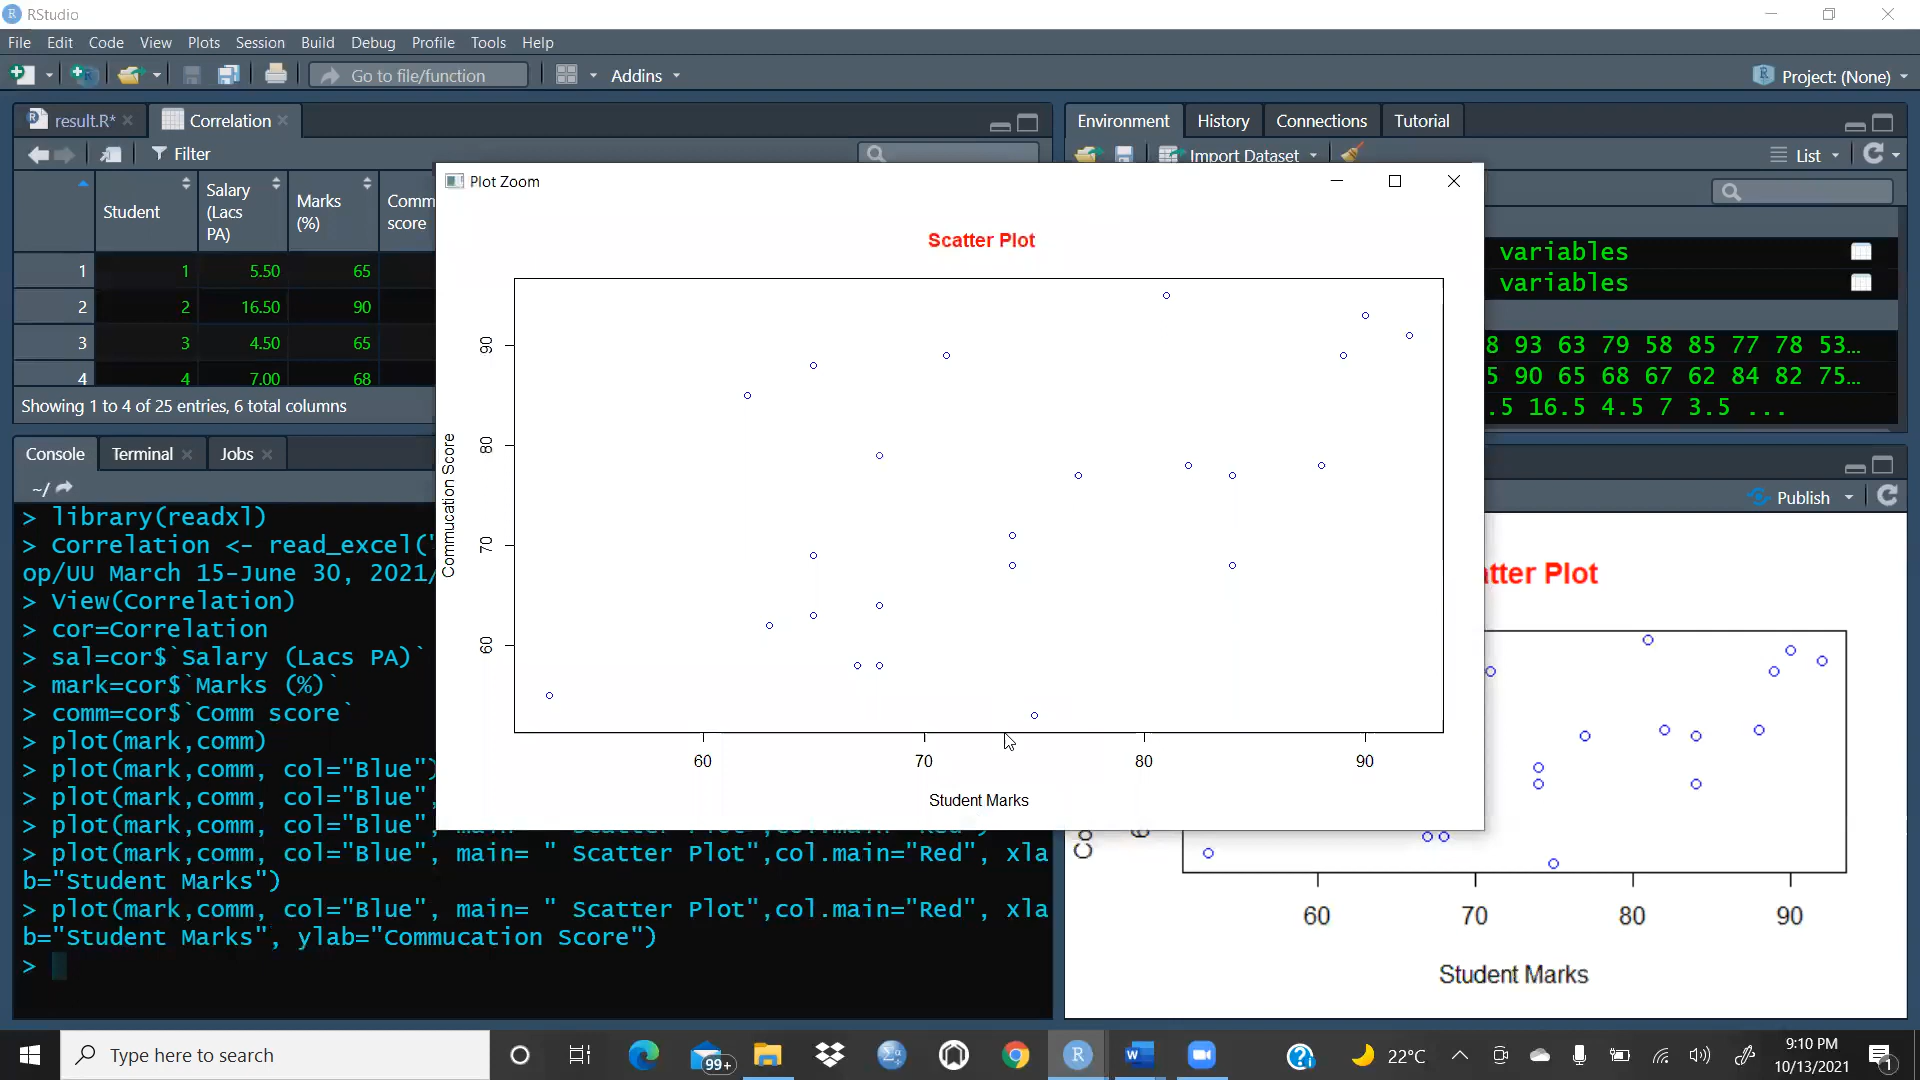 RStudio
File Edit Code View Plots Session Build Debug Profile Tools Help
Go to file/function Addins Project: (None)
result.R* Correlation
Filter
Student Salary (Lacs PA) Marks (%) Comm score
1 1 5.50 65
2 2 16.50 90
3 3 4.50 65
4 4 7.00 68
Showing 1 to 4 of 25 entries, 6 total columns
Environment History Connections Tutorial
Import Dataset List
variables
variables
8 93 63 79 58 85 77 78 53…
5 90 65 68 67 62 84 82 75…
.5 16.5 4.5 7 3.5 ...
Plot Zoom
Scatter Plot
Commucation Score
90
80
70
60
60 70 80 90
Student Marks
Console Terminal Jobs
~/
> library(readxl)
> Correlation <- read_excel("
op/UU March 15-June 30, 2021/
> View(Correlation)
> cor=Correlation
> sal=cor$`Salary (Lacs PA)`
> mark=cor$`Marks (%)`
> comm=cor$`Comm score`
> plot(mark,comm)
> plot(mark,comm, col="Blue")
> plot(mark,comm, col="Blue",
> plot(mark,comm, col="Blue", main= " Scatter Plot",col.main="Red")
> plot(mark,comm, col="Blue", main= " Scatter Plot",col.main="Red", xla
b="Student Marks")
> plot(mark,comm, col="Blue", main= " Scatter Plot",col.main="Red", xla
b="Student Marks", ylab="Commucation Score")
>
Publish
tter Plot
Co
6
60 70 80 90
Student Marks
Type here to search
99+
22°C
9:10 PM
10/13/2021
1